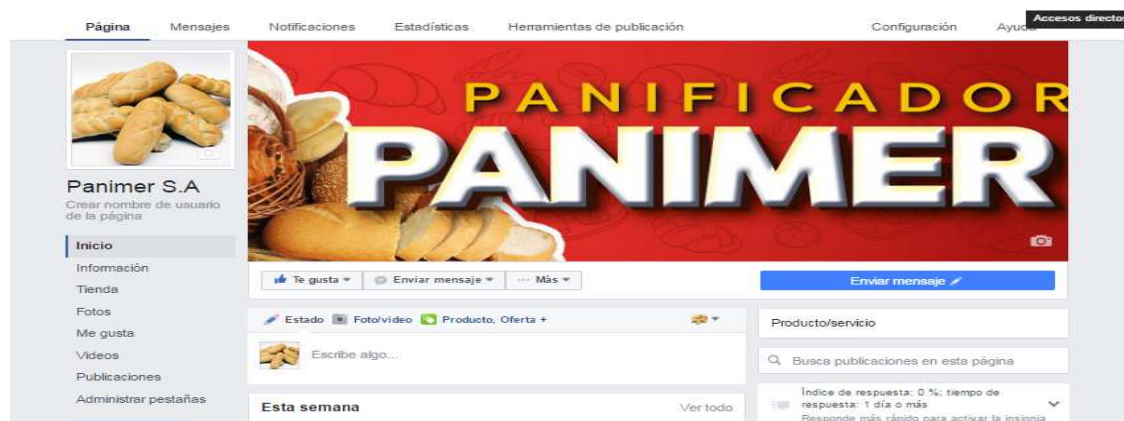 Página Mensajes Notificaciones Estadísticas Herramientas de publicación Configuración Ayuda
Accesos directos
PANIFICADOR
PANIMER
Panimer S.A
Crear nombre de usuario
de la página
Inicio
Información
Tienda
Fotos
Me gusta
Videos
Publicaciones
Administrar pestañas
Te gusta Enviar mensaje ··· Más
Enviar mensaje
Estado Foto/video Producto, Oferta +
Escribe algo...
Esta semana Ver todo
Producto/servicio
Busca publicaciones en esta página
Índice de respuesta: 0 %; tiempo de
respuesta: 1 día o más
Responde más rápido para activar la insignia